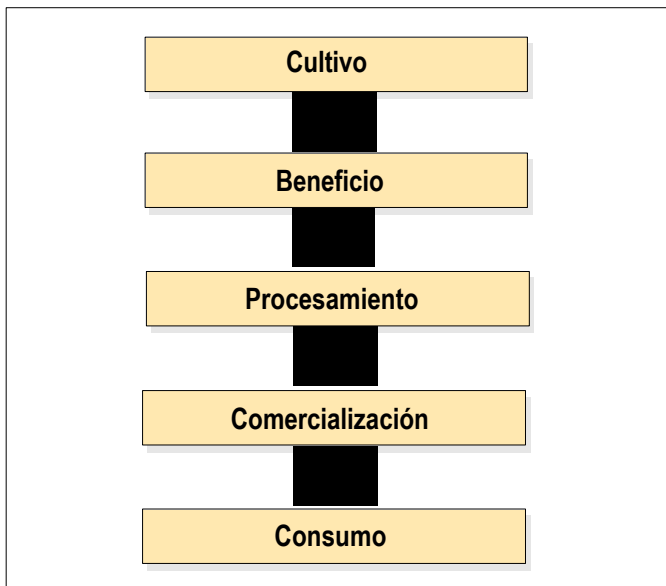 Cultivo
Beneficio
Procesamiento
Comercialización
Consumo